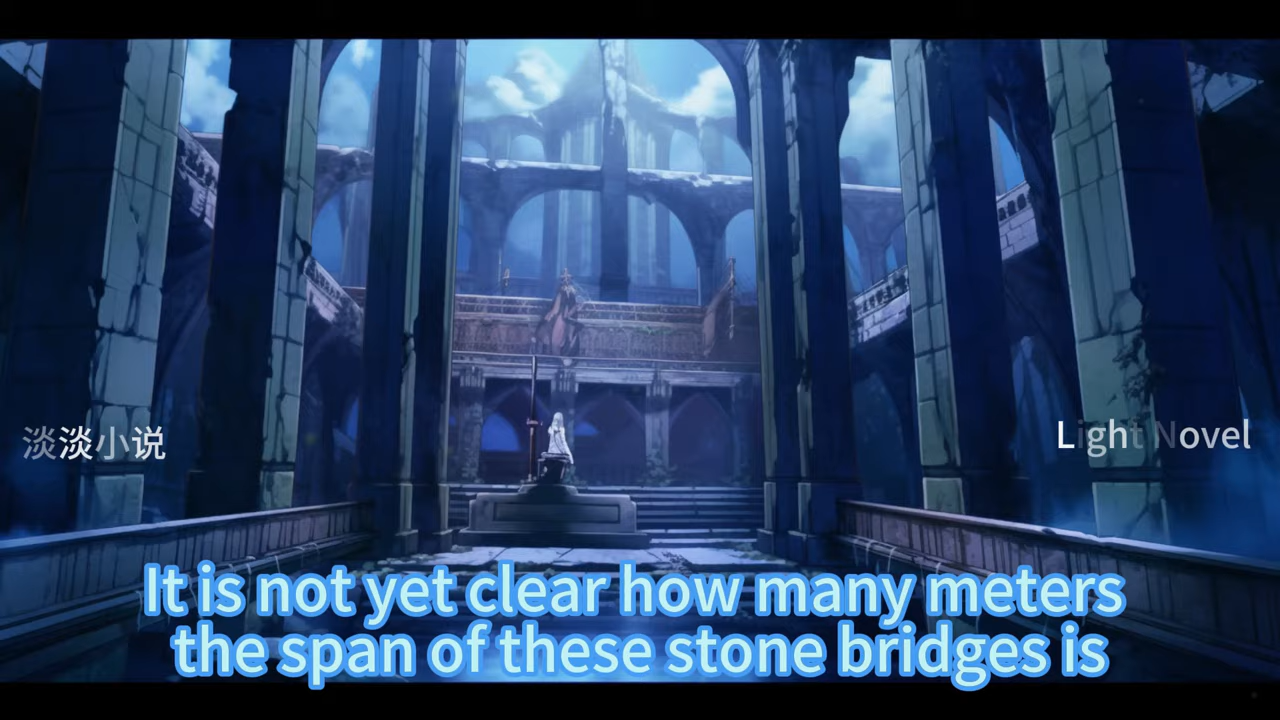 淡淡小说
Light Novel
It is not yet clear how many meters
the span of these stone bridges is